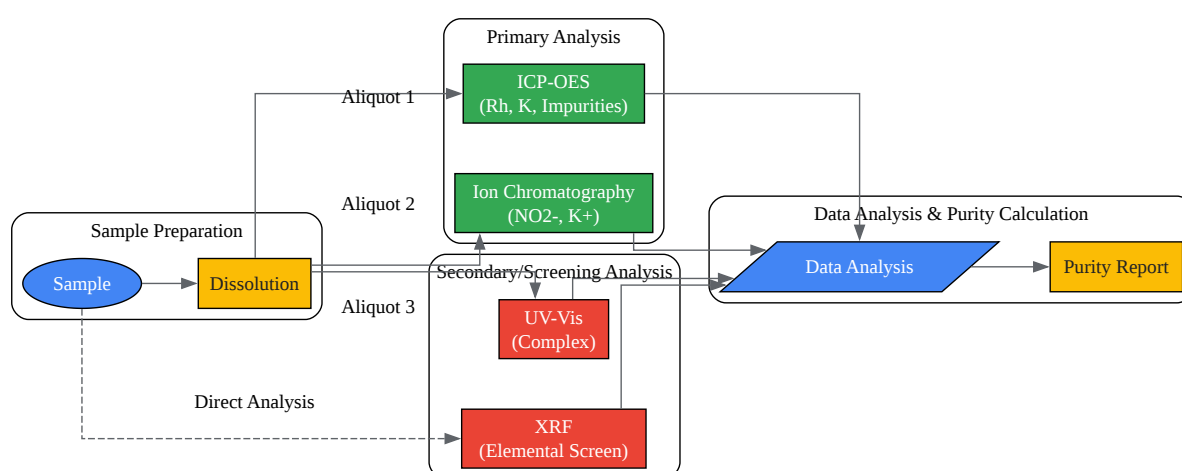 Primary Analysis
ICP-OES
(Rh, K, Impurities)
Aliquot 1
Ion Chromatography
(NO2-, K+)
Aliquot 2
Sample Preparation
Sample
Dissolution
Data Analysis & Purity Calculation
Data Analysis
Purity Report
Secondary/Screening Analysis
Aliquot 3
UV-Vis
(Complex)
Direct Analysis
XRF
(Elemental Screen)